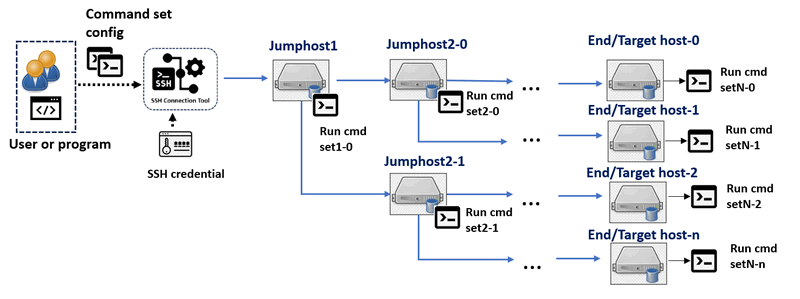 Command set
config
User or program
SSH
SSH Connection Tool
SSH credential
Jumphost1
Run cmd
set1-0
Jumphost2-0
Run cmd
set2-0
Jumphost2-1
Run cmd
set2-1
...
...
...
...
End/Target host-0
Run cmd
setN-0
End/Target host-1
Run cmd
setN-1
End/Target host-2
Run cmd
setN-2
End/Target host-n
Run cmd
setN-n